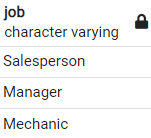 job
character varying
Salesperson
Manager
Mechanic